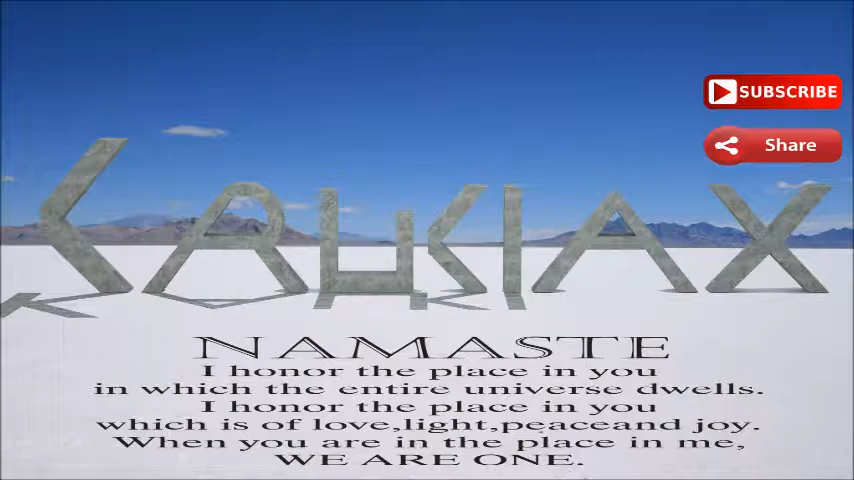 SUBSCRIBE
Share
NAMASTE
I honor the place in you
in which the entire universe dwells.
I honor the place in you
which is of love,light,peaceand joy.
When you are in the place in me,
WE ARE ONE.